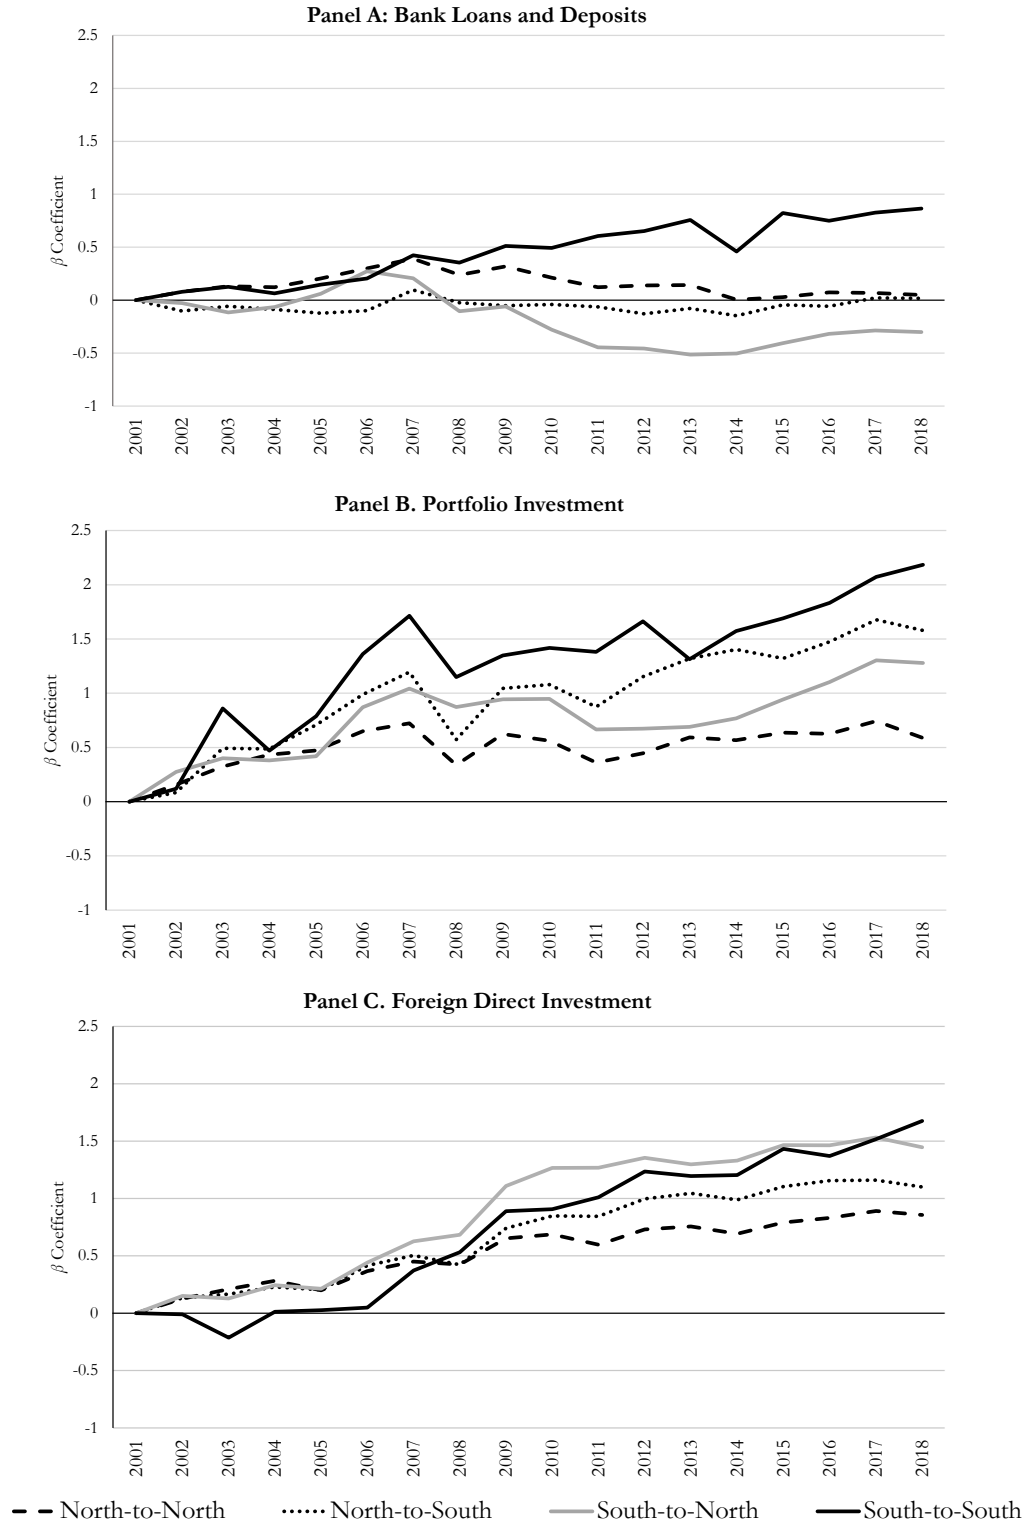 Panel A: Bank Loans and Deposits
2.5
2
1.5
1
0.5
0
-0.5
-1
β Coefficient
2001 2002 2003 2004 2005 2006 2007 2008 2009 2010 2011 2012 2013 2014 2015 2016 2017 2018
Panel B. Portfolio Investment
2.5
2
1.5
1
0.5
0
-0.5
-1
β Coefficient
2001 2002 2003 2004 2005 2006 2007 2008 2009 2010 2011 2012 2013 2014 2015 2016 2017 2018
Panel C. Foreign Direct Investment
2.5
2
1.5
1
0.5
0
-0.5
-1
β Coefficient
2001 2002 2003 2004 2005 2006 2007 2008 2009 2010 2011 2012 2013 2014 2015 2016 2017 2018
North-to-North North-to-South South-to-North South-to-South